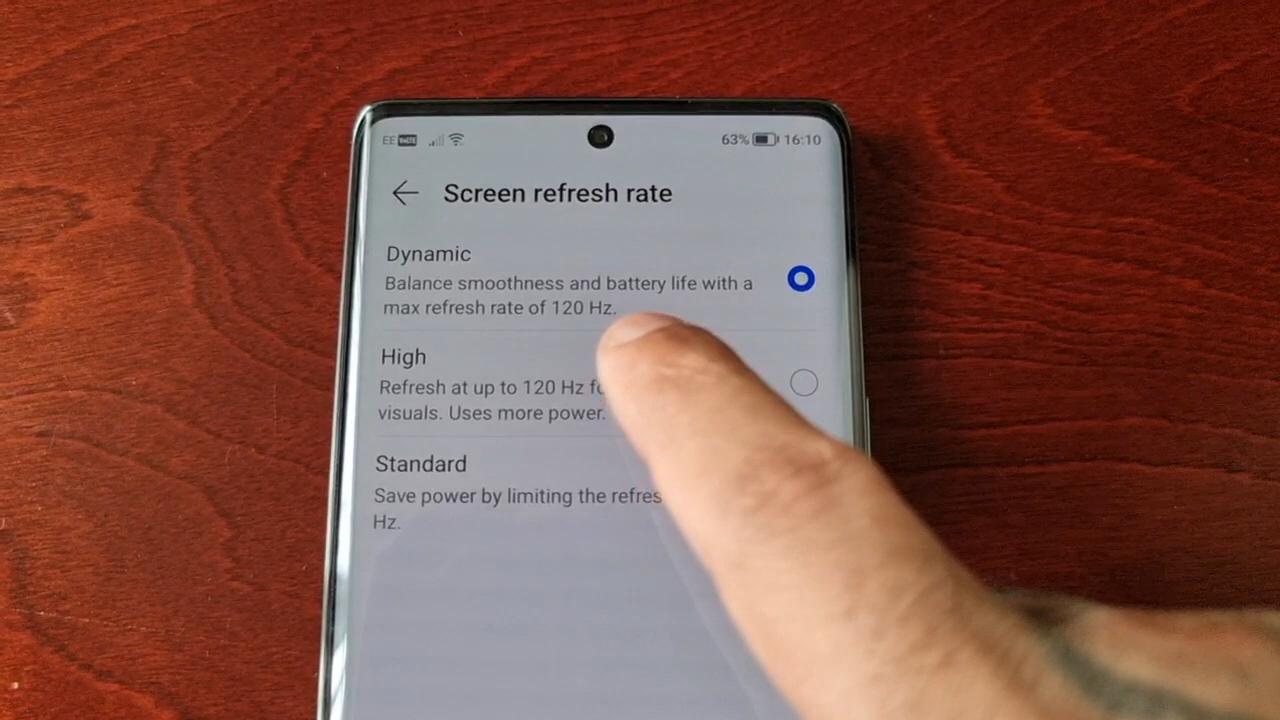 EE VoLTE 63% 16:10
Screen refresh rate
Dynamic
Balance smoothness and battery life with a
max refresh rate of 120 Hz.
High
Refresh at up to 120 Hz
visuals. Uses more power.
Standard
Save power by limiting the
Hz.